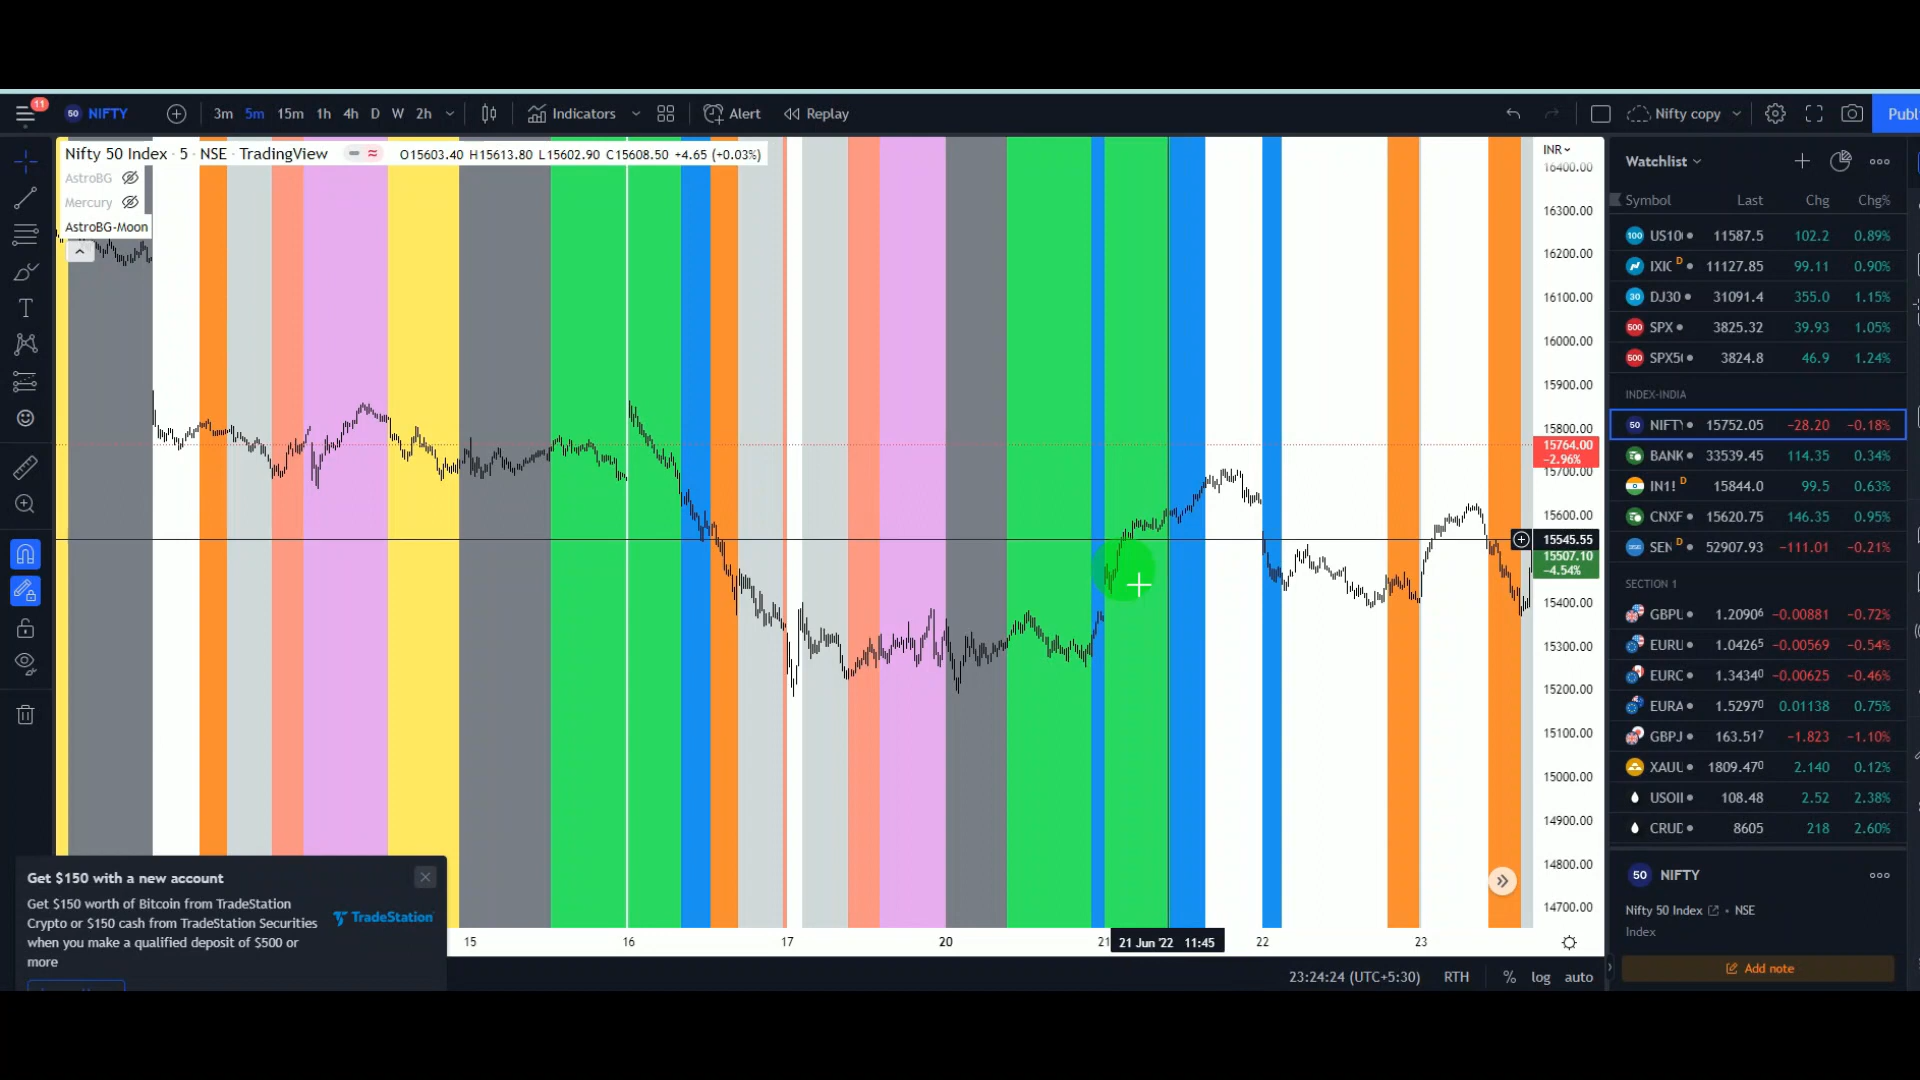 11
50 NIFTY
3m 5m 15m 1h 4h D W 2h
Indicators
Alert
Replay
Nifty copy
Publ
Nifty 50 Index · 5 · NSE · TradingView
O15603.40 H15613.80 L15602.90 C15608.50 +4.65 (+0.03%)
AstroBG
Mercury
AstroBG-Moon
INR
16400.00
16300.00
16200.00
16100.00
16000.00
15900.00
15800.00
15764.00
−2.96%
15700.00
15600.00
15545.55
15507.10
−4.54%
15400.00
15300.00
15200.00
15100.00
15000.00
14900.00
14800.00
14700.00
15 16 17 20 21 21 Jun '22 11:45 22 23
23:24:24 (UTC+5:30) RTH % log auto
Get $150 with a new account
Get $150 worth of Bitcoin from TradeStation
Crypto or $150 cash from TradeStation Securities
when you make a qualified deposit of $500 or
more
TradeStation
Watchlist
Symbol Last Chg Chg%
100 US10 11587.5 102.2 0.89%
IXIC D 11127.85 99.11 0.90%
30 DJ30 31091.4 355.0 1.15%
500 SPX 3825.32 39.93 1.05%
500 SPX5 3824.8 46.9 1.24%
INDEX-INDIA
50 NIFTY 15752.05 −28.20 −0.18%
BANK 33539.45 114.35 0.34%
IN1! D 15844.0 99.5 0.63%
CNXF 15620.75 146.35 0.95%
SEN D 52907.93 −111.01 −0.21%
SECTION 1
GBPU 1.20906 −0.00881 −0.72%
EURU 1.04265 −0.00569 −0.54%
EURC 1.34340 −0.00625 −0.46%
EURA 1.52970 0.01138 0.75%
GBPJ 163.517 −1.823 −1.10%
XAUU 1809.470 2.140 0.12%
USOI 108.48 2.52 2.38%
CRUD 8605 218 2.60%
50 NIFTY
Nifty 50 Index · NSE
Index
Add note